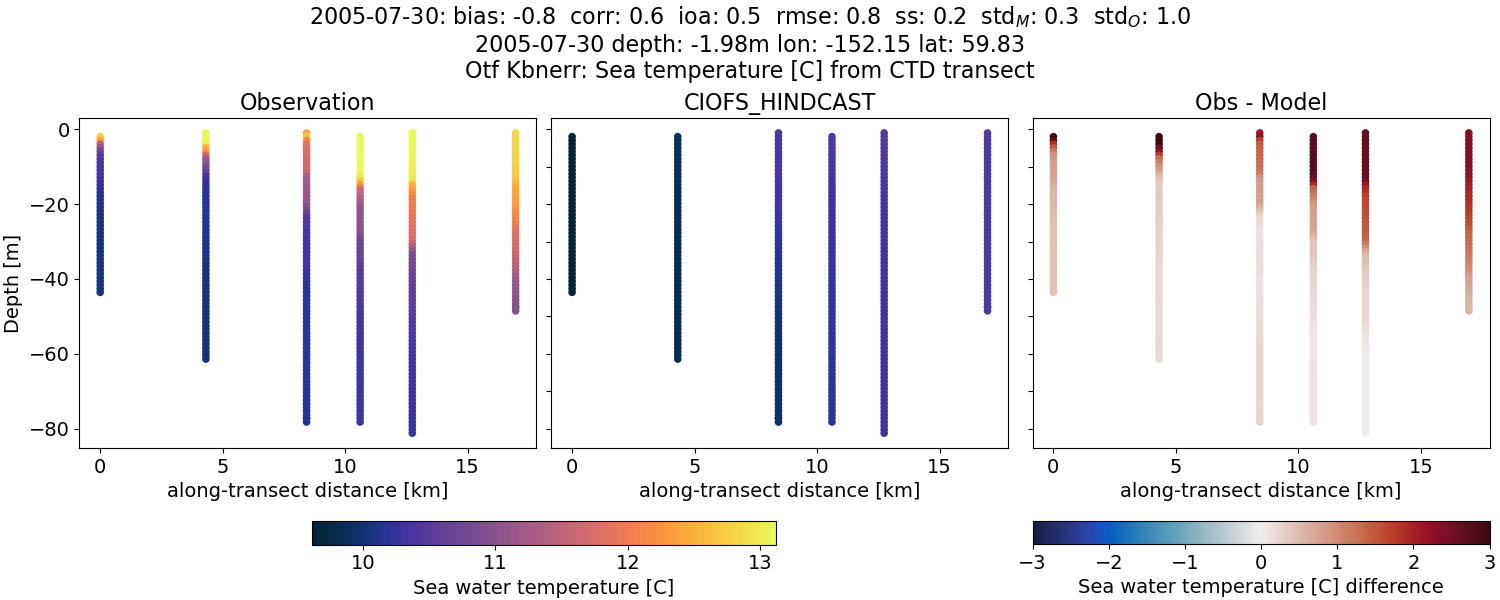 2005-07-30: bias: -0.8 corr: 0.6 ioa: 0.5 rmse: 0.8 ss: 0.2 std_M: 0.3 std_O: 1.0
2005-07-30 depth: -1.98m lon: -152.15 lat: 59.83
Otf Kbnerr: Sea temperature [C] from CTD transect
Observation
CIOFS_HINDCAST
Obs - Model
Depth [m]
0
−20
−40
−60
−80
0 5 10 15
0 5 10 15
0 5 10 15
along-transect distance [km]
along-transect distance [km]
along-transect distance [km]
10 11 12 13
Sea water temperature [C]
−3 −2 −1 0 1 2 3
Sea water temperature [C] difference